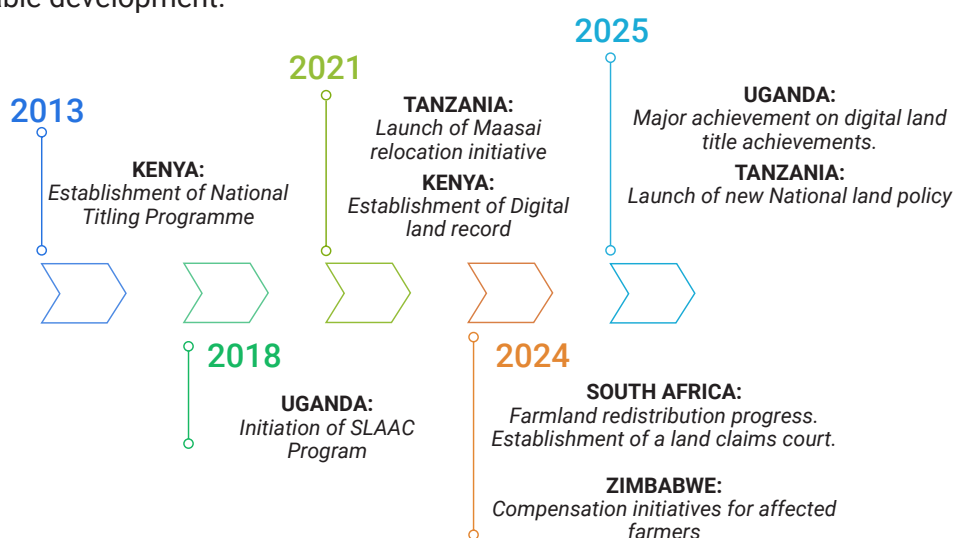 able development.
2013
KENYA:
Establishment of National
Titling Programme
2018
UGANDA:
Initiation of SLAAC
Program
2021
TANZANIA:
Launch of Maasai
relocation initiative
KENYA:
Establishment of Digital
land record
2024
SOUTH AFRICA:
Farmland redistribution progress.
Establishment of a land claims court.
ZIMBABWE:
Compensation initiatives for affected
farmers
2025
UGANDA:
Major achievement on digital land
title achievements.
TANZANIA:
Launch of new National land policy